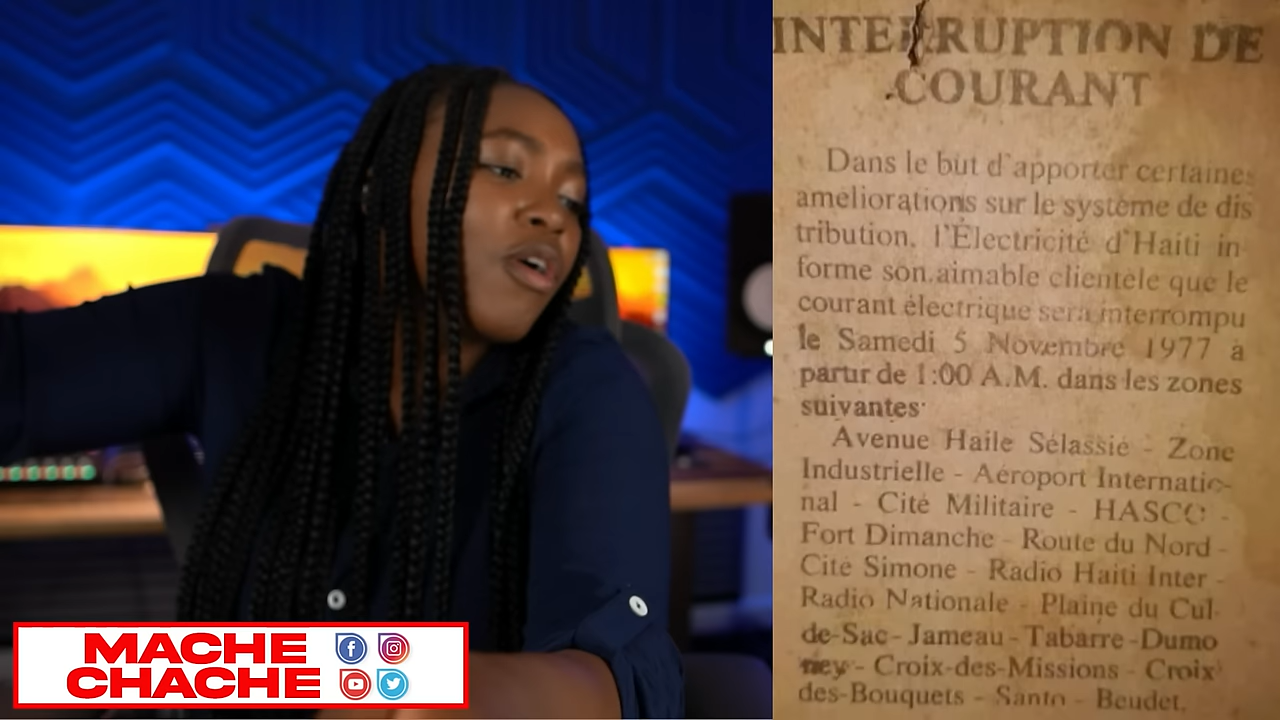 INTERRUPTION DE
COURANT
Dans le but d'apporter certaines
améliorations sur le système de dis
tribution, l'Électricité d'Haiti in-
forme son aimable clientèle que le
courant électrique sera interrompu
le Samedi 5 Novembre 1977 à
partir de 1:00 A.M. dans les zones
suivantes:
Avenue Haile Sélassié - Zone
Industrielle - Aéroport Internatio-
nal - Cité Militaire - HASCO -
Fort Dimanche - Route du Nord -
Cité Simone - Radio Haiti Inter -
Radio Nationale - Plaine du Cul-
de-Sac - Jameau - Tabarre - Dumo
ney - Croix-des-Missions - Croix
des-Bouquets - Santo - Beudet.
MACHE
CHACHE